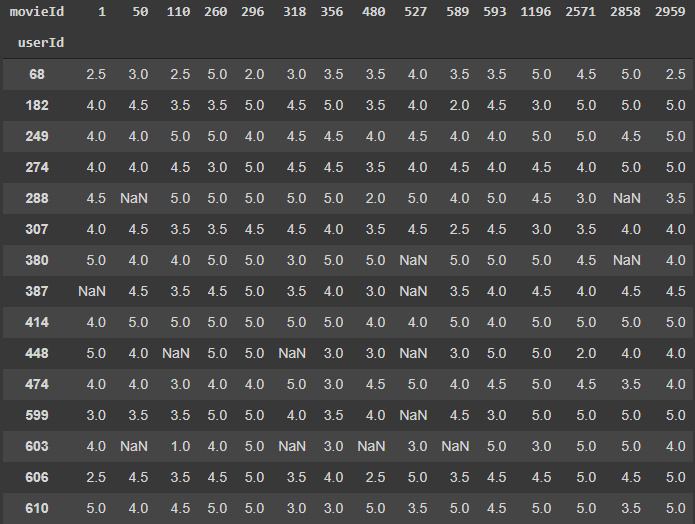 movieId 1 50 110 260 296 318 356 480 527 589 593 1196 2571 2858 2959
userId
68 2.5 3.0 2.5 5.0 2.0 3.0 3.5 3.5 4.0 3.5 3.5 5.0 4.5 5.0 2.5
182 4.0 4.5 3.5 3.5 5.0 4.5 5.0 3.5 4.0 2.0 4.5 3.0 5.0 5.0 5.0
249 4.0 4.0 5.0 5.0 4.0 4.5 4.5 4.0 4.5 4.0 4.0 5.0 5.0 4.5 5.0
274 4.0 4.0 4.5 3.0 5.0 4.5 4.5 3.5 4.0 4.5 4.0 4.5 4.0 5.0 5.0
288 4.5 NaN 5.0 5.0 5.0 5.0 5.0 2.0 5.0 4.0 5.0 4.5 3.0 NaN 3.5
307 4.0 4.5 3.5 3.5 4.5 4.5 4.0 3.5 4.5 2.5 4.5 3.0 3.5 4.0 4.0
380 5.0 4.0 4.0 5.0 5.0 3.0 5.0 5.0 NaN 5.0 5.0 5.0 4.5 NaN 4.0
387 NaN 4.5 3.5 4.5 5.0 3.5 4.0 3.0 NaN 3.5 4.0 4.5 4.0 4.5 4.5
414 4.0 5.0 5.0 5.0 5.0 5.0 5.0 4.0 4.0 5.0 4.0 5.0 5.0 5.0 5.0
448 5.0 4.0 NaN 5.0 5.0 NaN 3.0 3.0 NaN 3.0 5.0 5.0 2.0 4.0 4.0
474 4.0 4.0 3.0 4.0 4.0 5.0 3.0 4.5 5.0 4.0 4.5 5.0 4.5 3.5 4.0
599 3.0 3.5 3.5 5.0 5.0 4.0 3.5 4.0 NaN 4.5 3.0 5.0 5.0 5.0 5.0
603 4.0 NaN 1.0 4.0 5.0 NaN 3.0 NaN 3.0 NaN 5.0 3.0 5.0 5.0 4.0
606 2.5 4.5 3.5 4.5 5.0 3.5 4.0 2.5 5.0 3.5 4.5 4.5 5.0 4.5 5.0
610 5.0 4.0 4.5 5.0 5.0 3.0 3.0 5.0 3.5 5.0 4.5 5.0 5.0 3.5 5.0